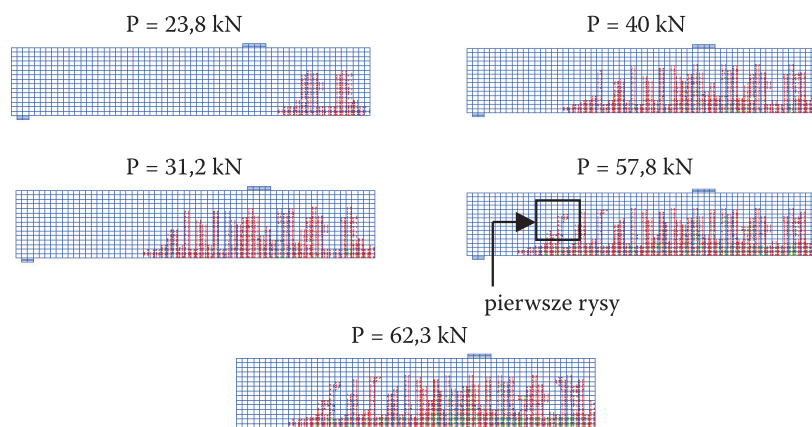 P = 23,8 kN
P = 40 kN
P = 31,2 kN
P = 57,8 kN
pierwsze rysy
P = 62,3 kN